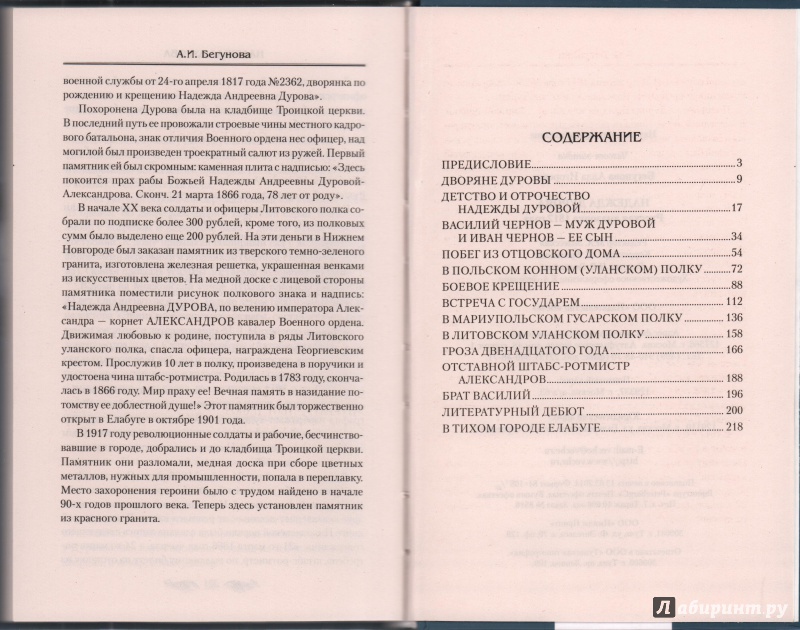 А.И. Бегунова
военной службы от 24-го апреля 1817 года №2362, дворянка по
рождению и крещению Надежда Андреевна Дурова».
Похоронена Дурова была на кладбище Троицкой церкви.
В последний путь ее провожали строевые чины местного кадро-
вого батальона, знак отличия Военного ордена нес офицер, над
могилой был произведен троекратный салют из ружей. Первый
памятник ей был скромным: каменная плита с надписью: «Здесь
покоится прах рабы Божьей Надежды Андреевны Дуровой-
Александрова. Сконч. 21 марта 1866 года, 78 лет от роду»).
В начале XX века солдаты и офицеры Литовского полка со-
брали по подписке более 300 рублей, кроме того, из полковых
сумм было выделено еще 200 рублей. На эти деньги в Нижнем
Новгороде был заказан памятник из тверского темно-зеленого
гранита, изготовлена железная решетка, украшенная венками
из искусственных цветов. На медной доске с лицевой стороны
памятника поместили рисунок полкового знака и надпись:
«Надежда Андреевна ДУРОВА, по велению императора Алек-
сандра — корнет АЛЕКСАНДРОВ кавалер Военного ордена.
Движимая любовью к родине, поступила в ряды Литовского
уланского полка, спасла офицера, награждена Георгиевским
крестом. Прослужив 10 лет в полку, произведена в поручики и
удостоена чина штабс-ротмистра. Родилась в 1783 году, сконча-
лась в 1866 году. Мир праху ее! Вечная память в назидание по-
томству ее доблестной душе!» Этот памятник был торжественно
открыт в Елабуге в октябре 1901 года.
В 1917 году революционные солдаты и рабочие, бесчинство-
вавшие в городе, добрались и до кладбища Троицкой церкви.
Памятник они разломали, медная доска при сборе цветных
металлов, нужных для промышленности, попала в переплавку.
Место захоронения героини было с трудом найдено в начале
90-х годов прошлого века. Теперь здесь установлен памятник
из красного гранита.
СОДЕРЖАНИЕ
ПРЕДИСЛОВИЕ 3
ДВОРЯНЕ ДУРОВЫ 9
ДЕТСТВО И ОТРОЧЕСТВО
НАДЕЖДЫ ДУРОВОЙ 17
ВАСИЛИЙ ЧЕРНОВ — МУЖ ДУРОВОЙ
И ИВАН ЧЕРНОВ — ЕЕ СЫН 34
ПОБЕГ ИЗ ОТЦОВСКОГО ДОМА 54
В ПОЛЬСКОМ КОННОМ (УЛАНСКОМ) ПОЛКУ 72
БОЕВОЕ КРЕЩЕНИЕ 88
ВСТРЕЧА С ГОСУДАРЕМ 112
В МАРИУПОЛЬСКОМ ГУСАРСКОМ ПОЛКУ 136
В ЛИТОВСКОМ УЛАНСКОМ ПОЛКУ 158
ГРОЗА ДВЕНАДЦАТОГО ГОДА 166
ОТСТАВНОЙ ШТАБС-РОТМИСТР
АЛЕКСАНДРОВ 188
БРАТ ВАСИЛИЙ 196
ЛИТЕРАТУРНЫЙ ДЕБЮТ 200
В ТИХОМ ГОРОДЕ ЕЛАБУГЕ 218
Лабиринт.ру